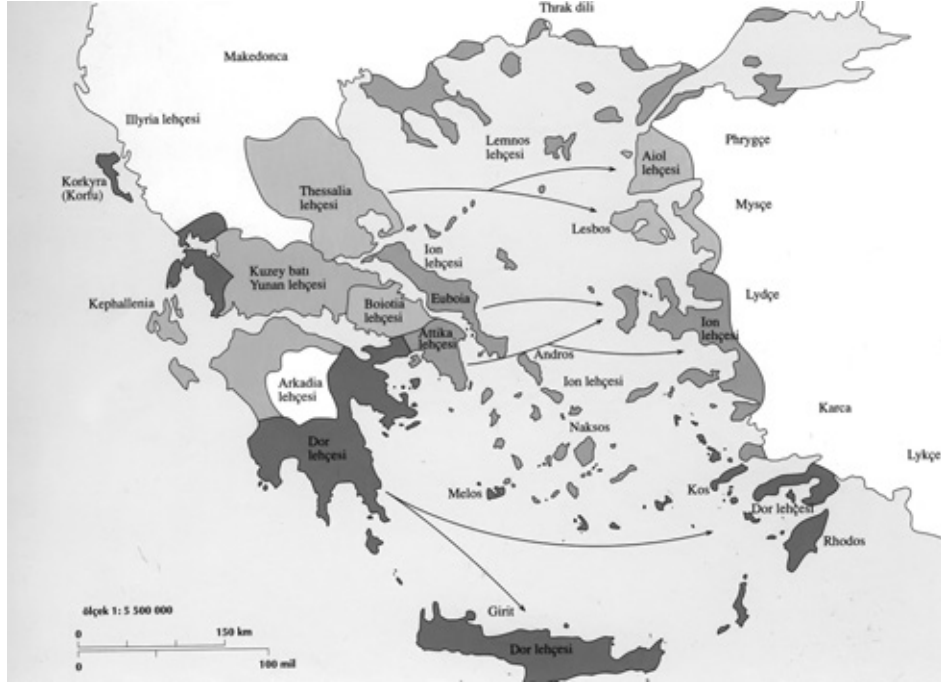 Thrak dili
Makedonca
Illyria lehçesi
Lemnos
lehçesi
Phrygçe
Aiol
lehçesi
Korkyra
(Korfu)
Thessalia
lehçesi
Mysçe
Lesbos
Ion
lehçesi
Kuzey batı
Yunan lehçesi
Kephallenia
Euboia
Lydçe
Boiotia
lehçesi
Attika
lehçesi
Ion
lehçesi
Andros
Arkadia
lehçesi
Ion lehçesi
Karca
Naksos
Dor
lehçesi
Lykçe
Melos
Kos
Dor lehçesi
Rhodos
ölçek 1: 5 500 000
Girit
0
150 km
Dor lehçesi
0
100 mil